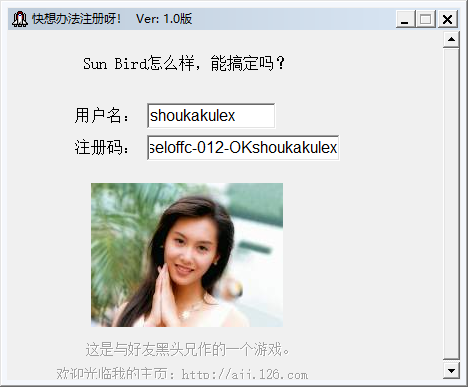 快想办法注册呀! Ver: 1.0版
Sun Bird怎么样，能搞定吗？
用户名： shoukakulex
注册码： seloffc-012-OKshoukakulex
这是与好友黑头兄作的一个游戏。
欢迎光临我的主页：http://aii.126.com